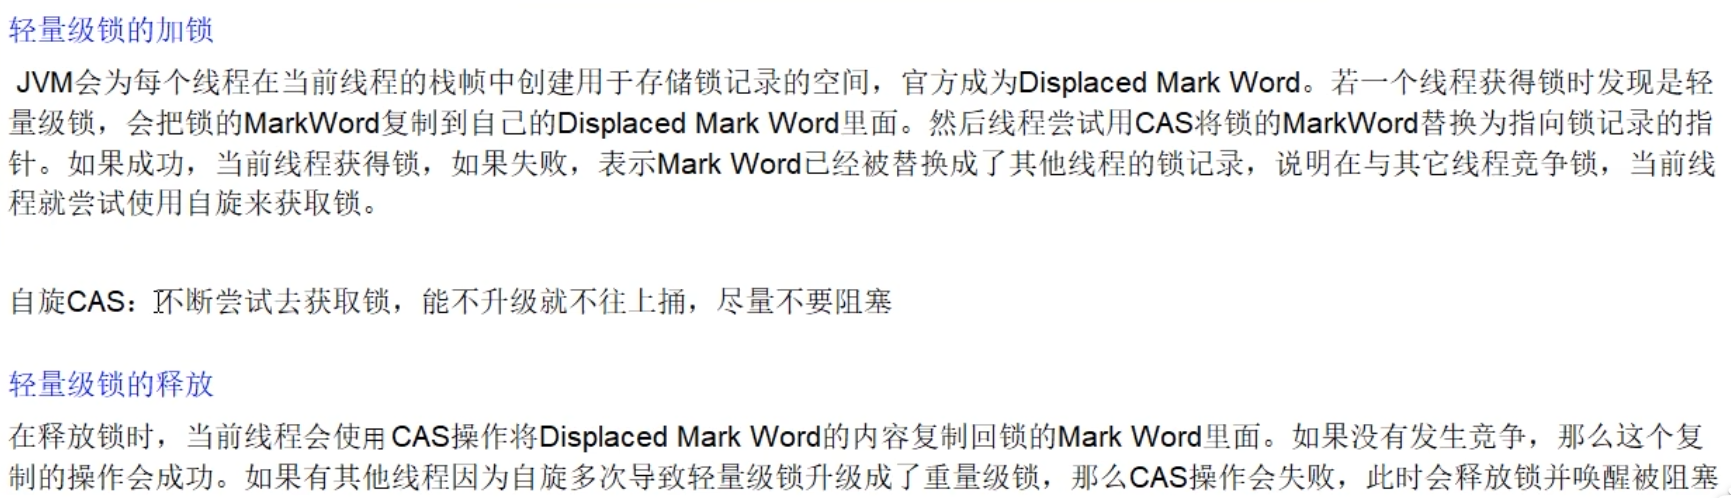 轻量级锁的加锁
JVM会为每个线程在当前线程的栈帧中创建用于存储锁记录的空间，官方成为Displaced Mark Word。若一个线程获得锁时发现是轻
量级锁，会把锁的MarkWord复制到自己的Displaced Mark Word里面。然后线程尝试用CAS将锁的MarkWord替换为指向锁记录的指
针。如果成功，当前线程获得锁，如果失败，表示Mark Word已经被替换成了其他线程的锁记录，说明在与其它线程竞争锁，当前线
程就尝试使用自旋来获取锁。
自旋CAS：不断尝试去获取锁，能不升级就不往上捅，尽量不要阻塞
轻量级锁的释放
在释放锁时，当前线程会使用CAS操作将Displaced Mark Word的内容复制回锁的Mark Word里面。如果没有发生竞争，那么这个复
制的操作会成功。如果有其他线程因为自旋多次导致轻量级锁升级成了重量级锁，那么CAS操作会失败，此时会释放锁并唤醒被阻塞